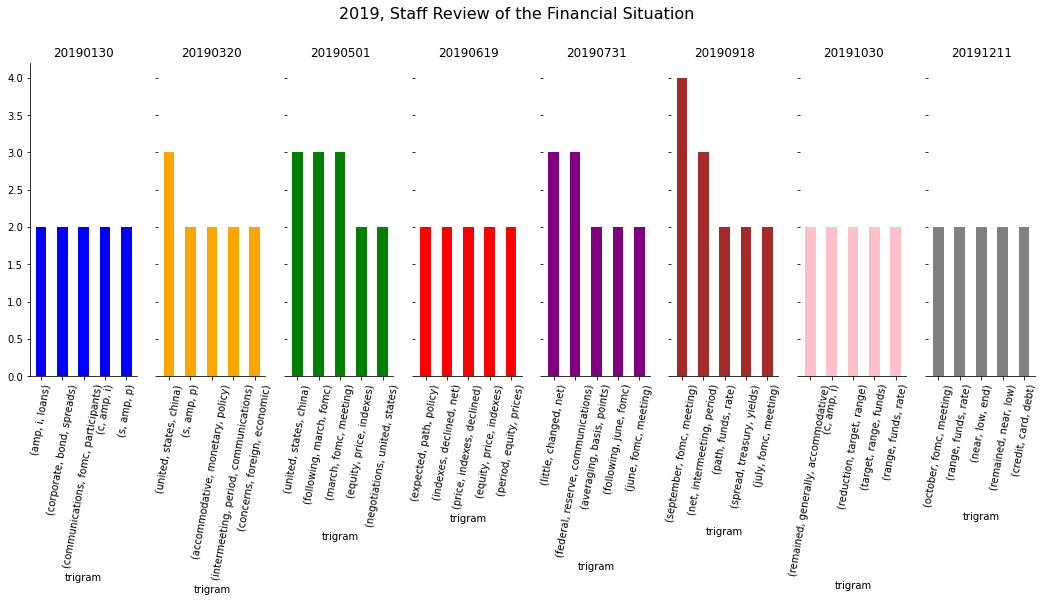 2019, Staff Review of the Financial Situation
20190130
20190320
20190501
20190619
20190731
20190918
20191030
20191211
4.0
3.5
3.0
2.5
2.0
1.5
1.0
0.5
0.0
(amp, i, loans)
(corporate, bond, spreads)
(communications, fomc, participants)
(c, amp, i)
(s, amp, p)
trigram
(united, states, china)
(s, amp, p)
(accommodative, monetary, policy)
(intermeeting, period, communications)
(concerns, foreign, economic)
trigram
(united, states, china)
(following, march, fomc)
(march, fomc, meeting)
(equity, price, indexes)
(negotiations, united, states)
trigram
(expected, path, policy)
(indexes, declined, net)
(price, indexes, declined)
(equity, price, indexes)
(period, equity, prices)
trigram
(little, changed, net)
(federal, reserve, communications)
(averaging, basis, points)
(following, june, fomc)
(june, fomc, meeting)
trigram
(september, fomc, meeting)
(net, intermeeting, period)
(path, funds, rate)
(spread, treasury, yields)
(july, fomc, meeting)
trigram
(remained, generally, accommodative)
(c, amp, i)
(reduction, target, range)
(target, range, funds)
(range, funds, rate)
trigram
(october, fomc, meeting)
(range, funds, rate)
(near, low, end)
(remained, near, low)
(credit, card, debt)
trigram